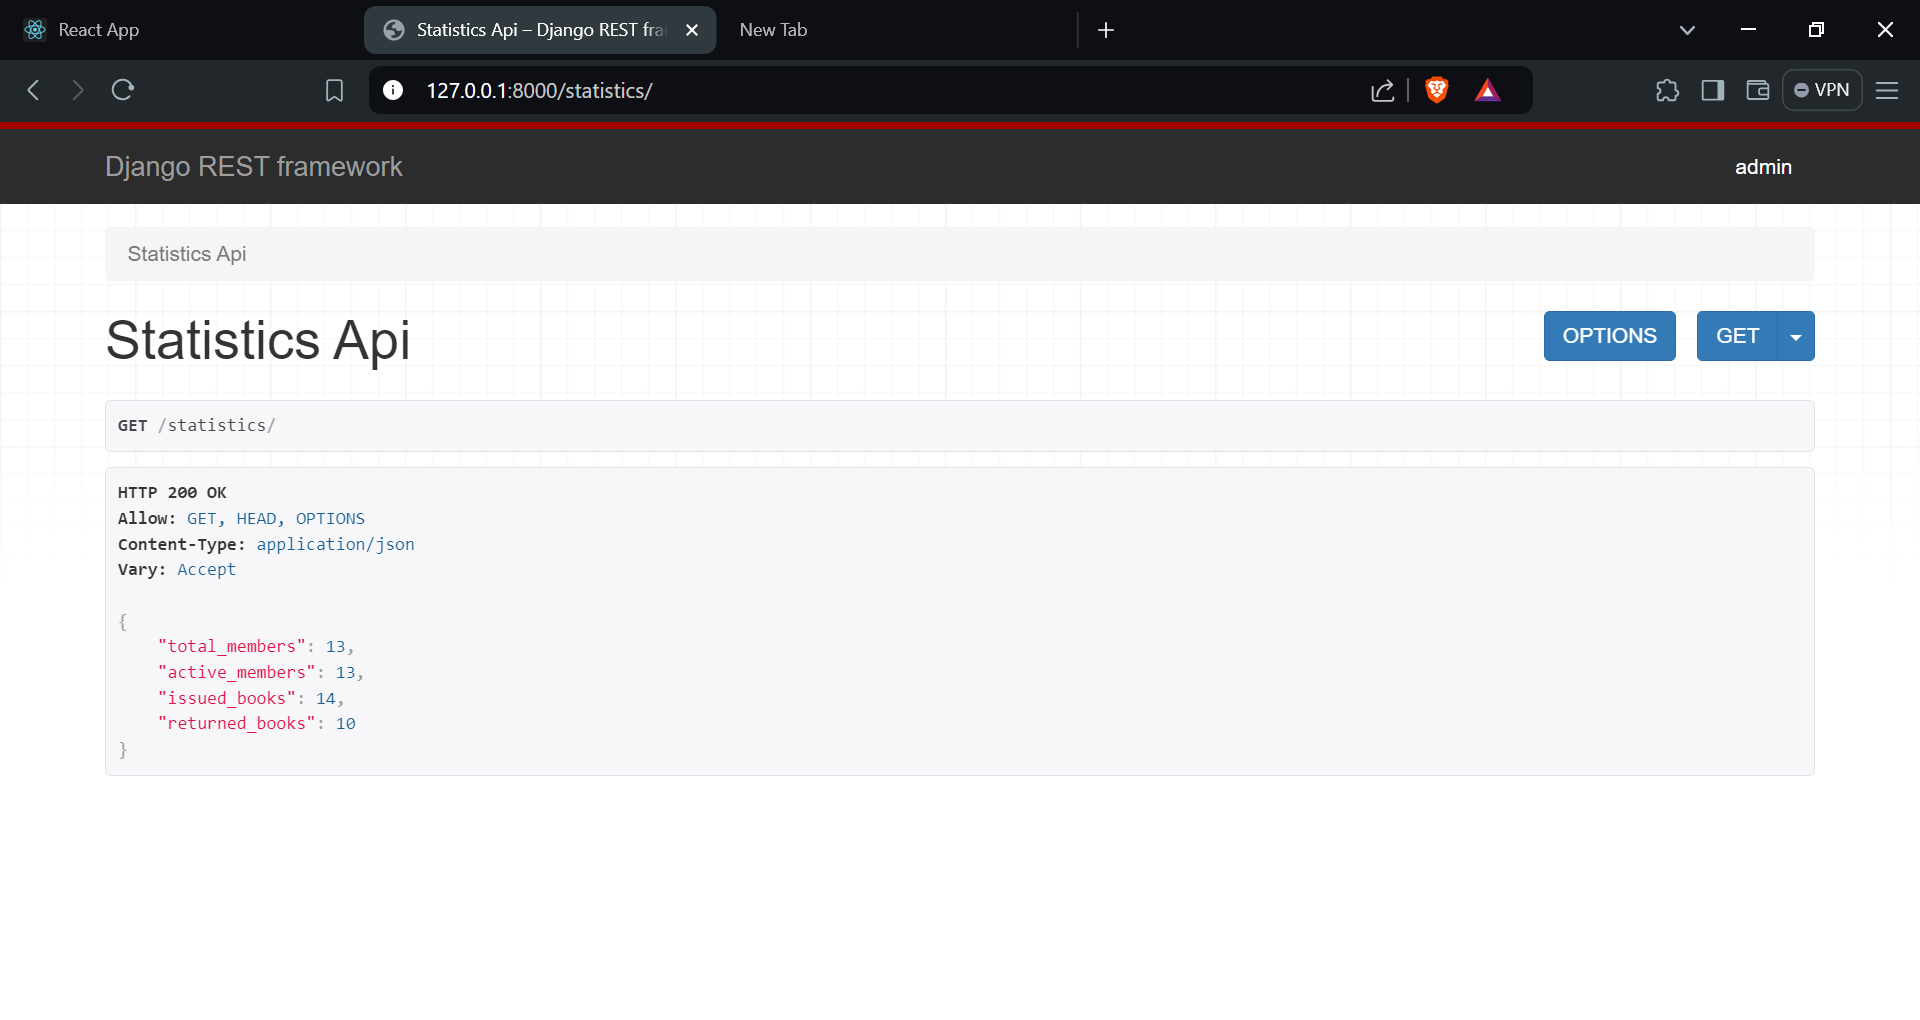 React App
Statistics Api – Django REST fra
New Tab
127.0.0.1:8000/statistics/
VPN
Django REST framework
admin
Statistics Api
Statistics Api
OPTIONS
GET
GET /statistics/
HTTP 200 OK
Allow: GET, HEAD, OPTIONS
Content-Type: application/json
Vary: Accept
{
    "total_members": 13,
    "active_members": 13,
    "issued_books": 14,
    "returned_books": 10
}